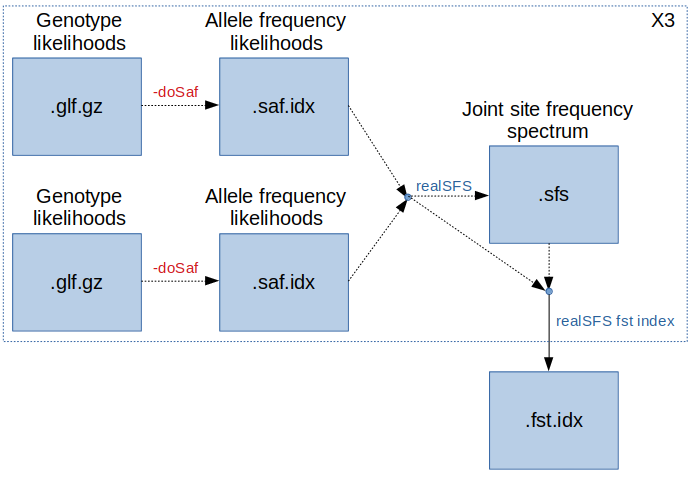 X3
Genotype
likelihoods
.glf.gz
-doSaf
Allele frequency
likelihoods
.saf.idx
Genotype
likelihoods
.glf.gz
-doSaf
Allele frequency
likelihoods
.saf.idx
realSFS
Joint site frequency
spectrum
.sfs
realSFS fst index
.fst.idx